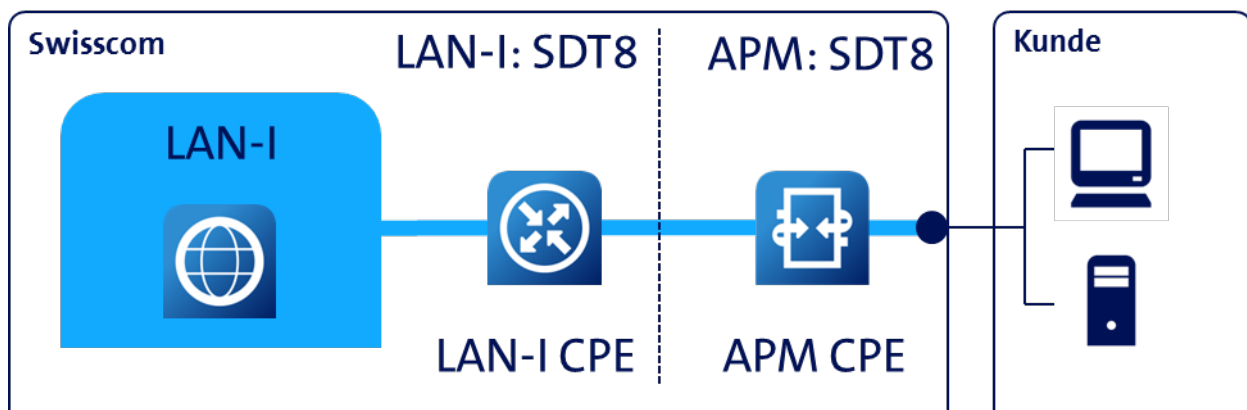 Swisscom
LAN-I: SDT8
APM: SDT8
Kunde
LAN-I
LAN-I CPE
APM CPE